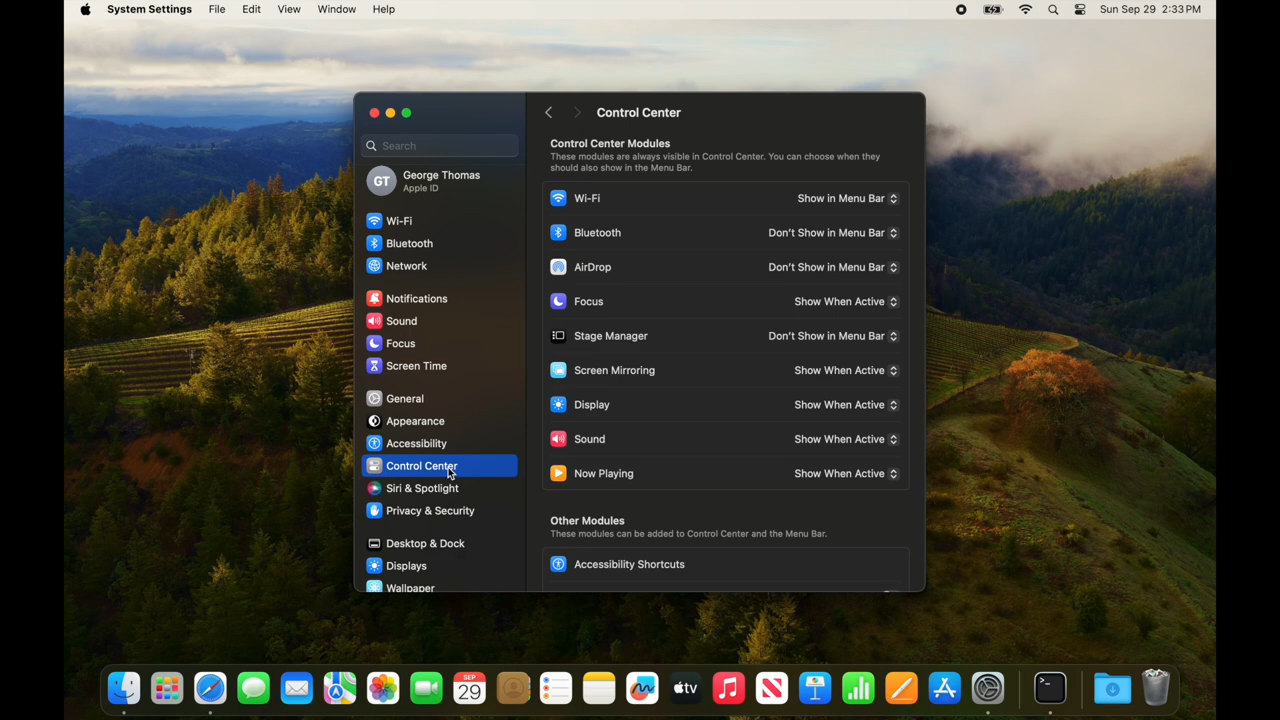 System Settings File Edit View Window Help Sun Sep 29 2:33 PM
Search
George Thomas
Apple ID
Wi-Fi
Bluetooth
Network
Notifications
Sound
Focus
Screen Time
General
Appearance
Accessibility
Control Center
Siri & Spotlight
Privacy & Security
Desktop & Dock
Displays
Wallpaper
Control Center
Control Center Modules
These modules are always visible in Control Center. You can choose when they
should also show in the Menu Bar.
Wi-Fi Show in Menu Bar
Bluetooth Don't Show in Menu Bar
AirDrop Don't Show in Menu Bar
Focus Show When Active
Stage Manager Don't Show in Menu Bar
Screen Mirroring Show When Active
Display Show When Active
Sound Show When Active
Now Playing Show When Active
Other Modules
These modules can be added to Control Center and the Menu Bar.
Accessibility Shortcuts
GT
SEP
29
tv
>_